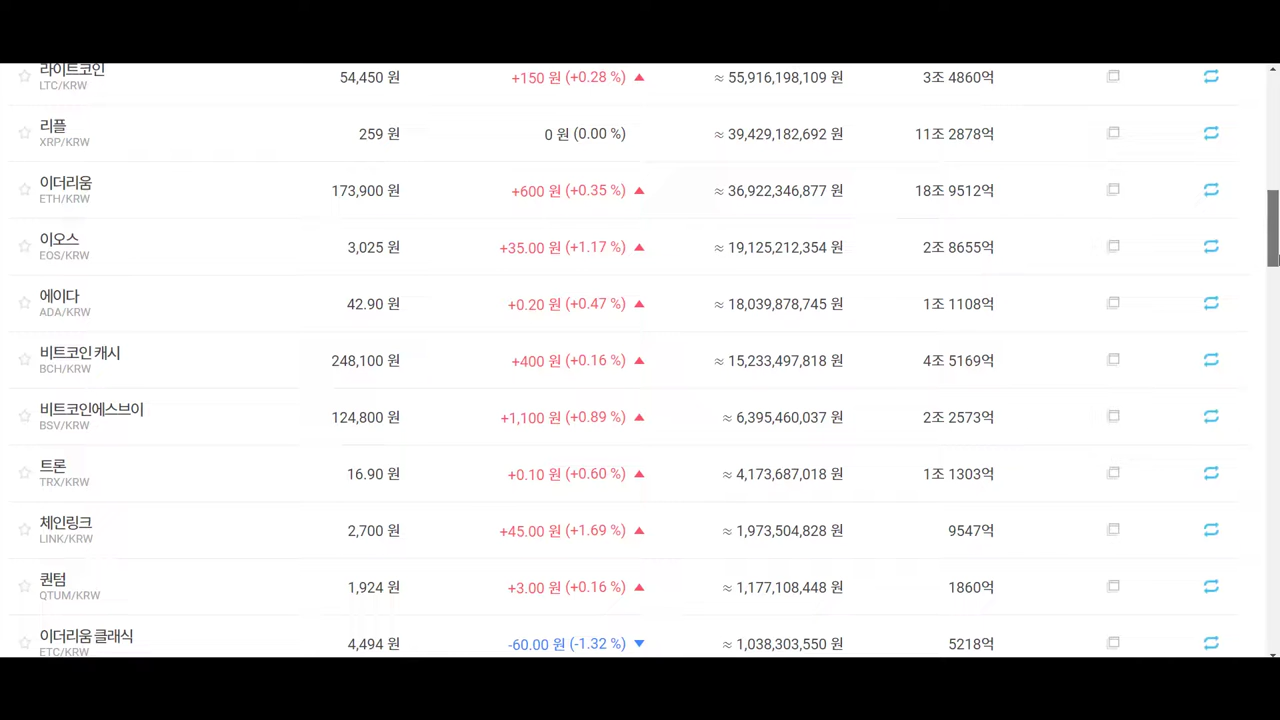 라이트코인 54,450 원 +150 원 (+0.28 %) ▲ ≈ 55,916,198,109 원 3조 4860억
LTC/KRW
리플 259 원 0 원 (0.00 %) ≈ 39,429,182,692 원 11조 2878억
XRP/KRW
이더리움 173,900 원 +600 원 (+0.35 %) ▲ ≈ 36,922,346,877 원 18조 9512억
ETH/KRW
이오스 3,025 원 +35.00 원 (+1.17 %) ▲ ≈ 19,125,212,354 원 2조 8655억
EOS/KRW
에이다 42.90 원 +0.20 원 (+0.47 %) ▲ ≈ 18,039,878,745 원 1조 1108억
ADA/KRW
비트코인 캐시 248,100 원 +400 원 (+0.16 %) ▲ ≈ 15,233,497,818 원 4조 5169억
BCH/KRW
비트코인에스브이 124,800 원 +1,100 원 (+0.89 %) ▲ ≈ 6,395,460,037 원 2조 2573억
BSV/KRW
트론 16.90 원 +0.10 원 (+0.60 %) ▲ ≈ 4,173,687,018 원 1조 1303억
TRX/KRW
체인링크 2,700 원 +45.00 원 (+1.69 %) ▲ ≈ 1,973,504,828 원 9547억
LINK/KRW
퀀텀 1,924 원 +3.00 원 (+0.16 %) ▲ ≈ 1,177,108,448 원 1860억
QTUM/KRW
이더리움 클래식 4,494 원 -60.00 원 (-1.32 %) ▼ ≈ 1,038,303,550 원 5218억
ETC/KRW